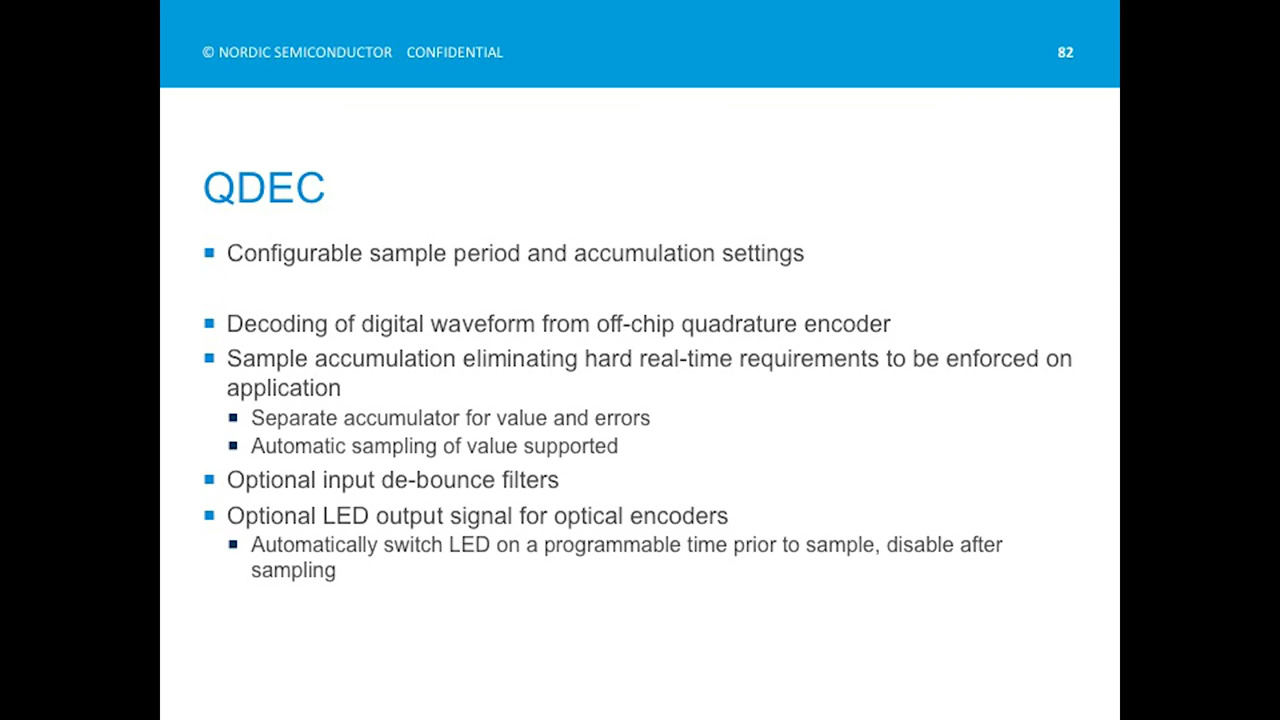 © NORDIC SEMICONDUCTOR CONFIDENTIAL 82
QDEC
Configurable sample period and accumulation settings
Decoding of digital waveform from off-chip quadrature encoder
Sample accumulation eliminating hard real-time requirements to be enforced on
application
Separate accumulator for value and errors
Automatic sampling of value supported
Optional input de-bounce filters
Optional LED output signal for optical encoders
Automatically switch LED on a programmable time prior to sample, disable after
sampling